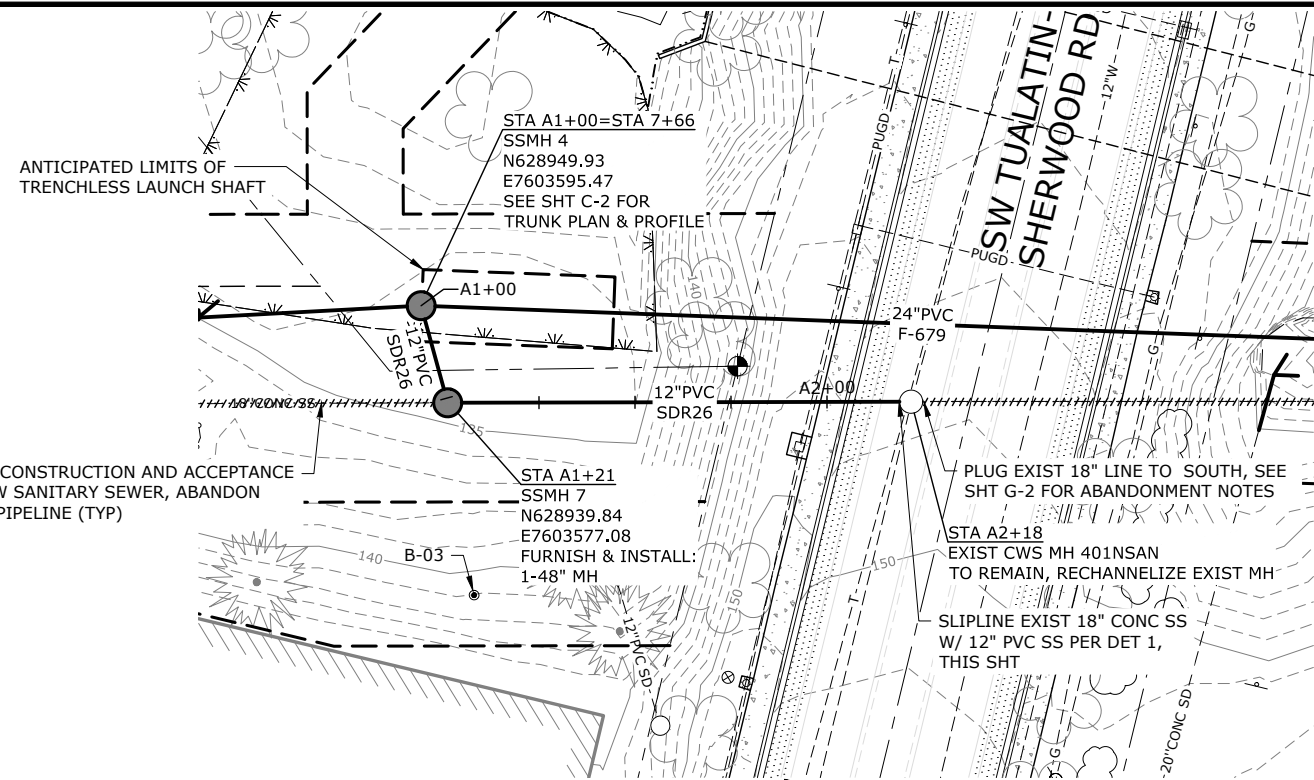 SW TUALATIN-
SHERWOOD RD
12"W
G
T
PUGD
STA A1+00=STA 7+66
SSMH 4
N628949.93
E7603595.47
SEE SHT C-2 FOR
TRUNK PLAN & PROFILE
ANTICIPATED LIMITS OF
TRENCHLESS LAUNCH SHAFT
PUGD
140
A1+00
24"PVC
F-679
G
12"PVC
SDR26
12"PVC
SDR26
A2+00
18"CONC SS
135
CONSTRUCTION AND ACCEPTANCE
W SANITARY SEWER, ABANDON
PIPELINE (TYP)
STA A1+21
SSMH 7
N628939.84
E7603577.08
FURNISH & INSTALL:
1-48" MH
PLUG EXIST 18" LINE TO SOUTH, SEE
SHT G-2 FOR ABANDONMENT NOTES
STA A2+18
EXIST CWS MH 401NSAN
TO REMAIN, RECHANNELIZE EXIST MH
140
B-03
150
150
T
SLIPLINE EXIST 18" CONC SS
W/ 12" PVC SS PER DET 1,
THIS SHT
12"PVC SD
P
20"CONC SD
G